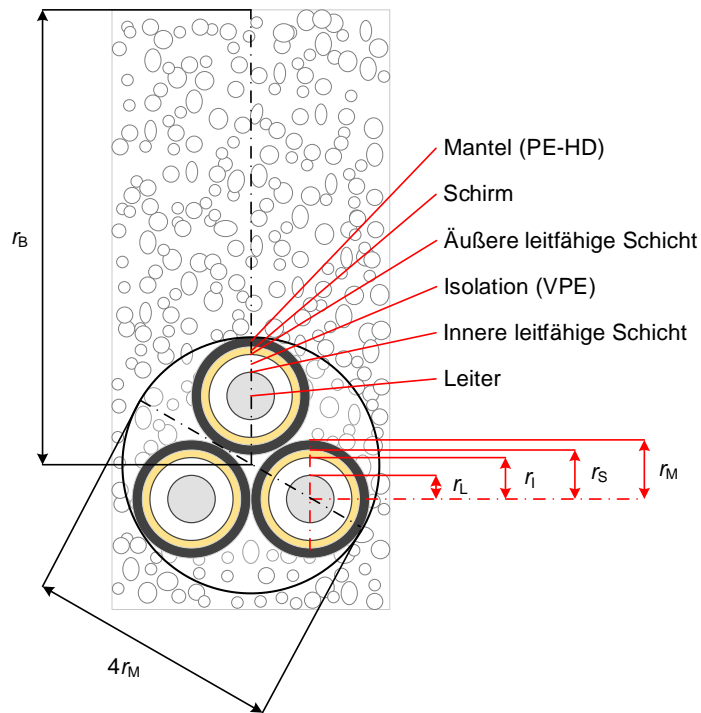 Mantel (PE-HD)
Schirm
Äußere leitfähige Schicht
Isolation (VPE)
Innere leitfähige Schicht
Leiter
rB
rL
rI
rS
rM
4rM